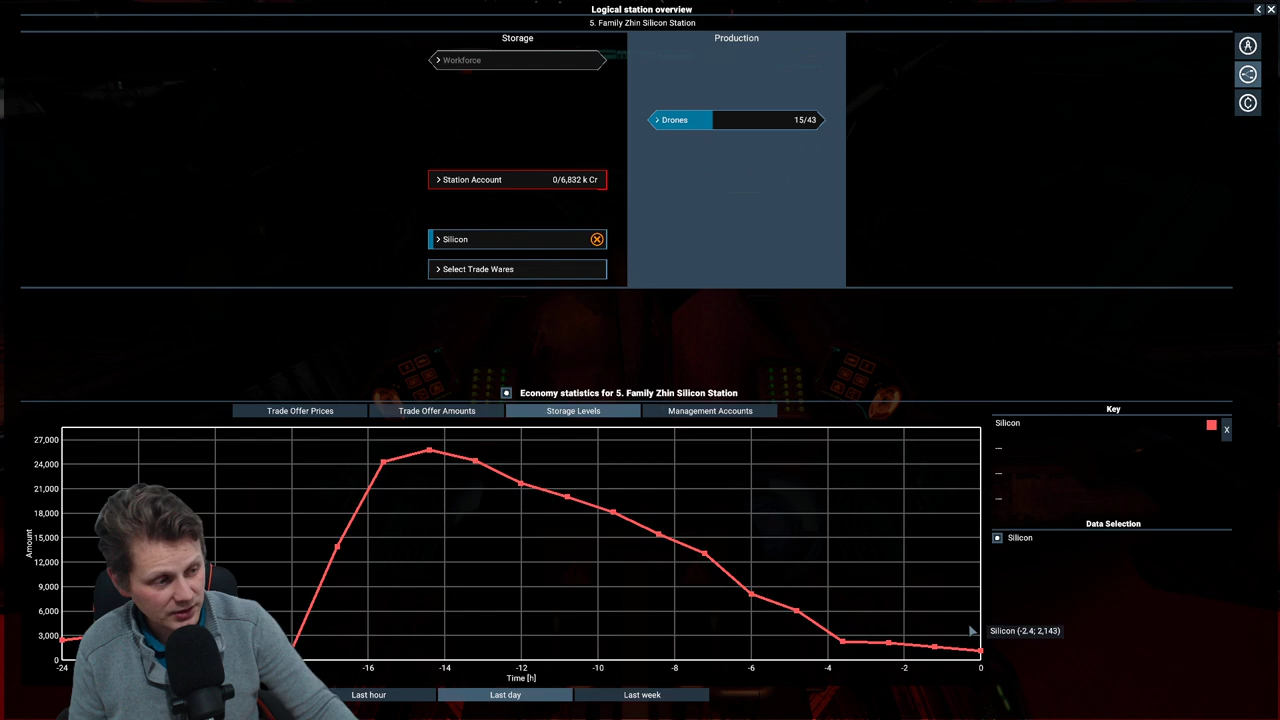 Logical station overview
5. Family Zhin Silicon Station
Storage
Production
Workforce
Drones 15/43
Station Account 0/6,832 k Cr
Silicon
Select Trade Wares
Economy statistics for 5. Family Zhin Silicon Station
Trade Offer Prices
Trade Offer Amounts
Storage Levels
Management Accounts
Key
Silicon
X
---
---
---
Data Selection
Silicon
27,000
24,000
21,000
18,000
15,000
12,000
9,000
6,000
3,000
0
Amount
Silicon (-2.4; 2,143)
-24 -16 -14 -12 -10 -8 -6 -4 -2 0
Time [h]
Last hour
Last day
Last week